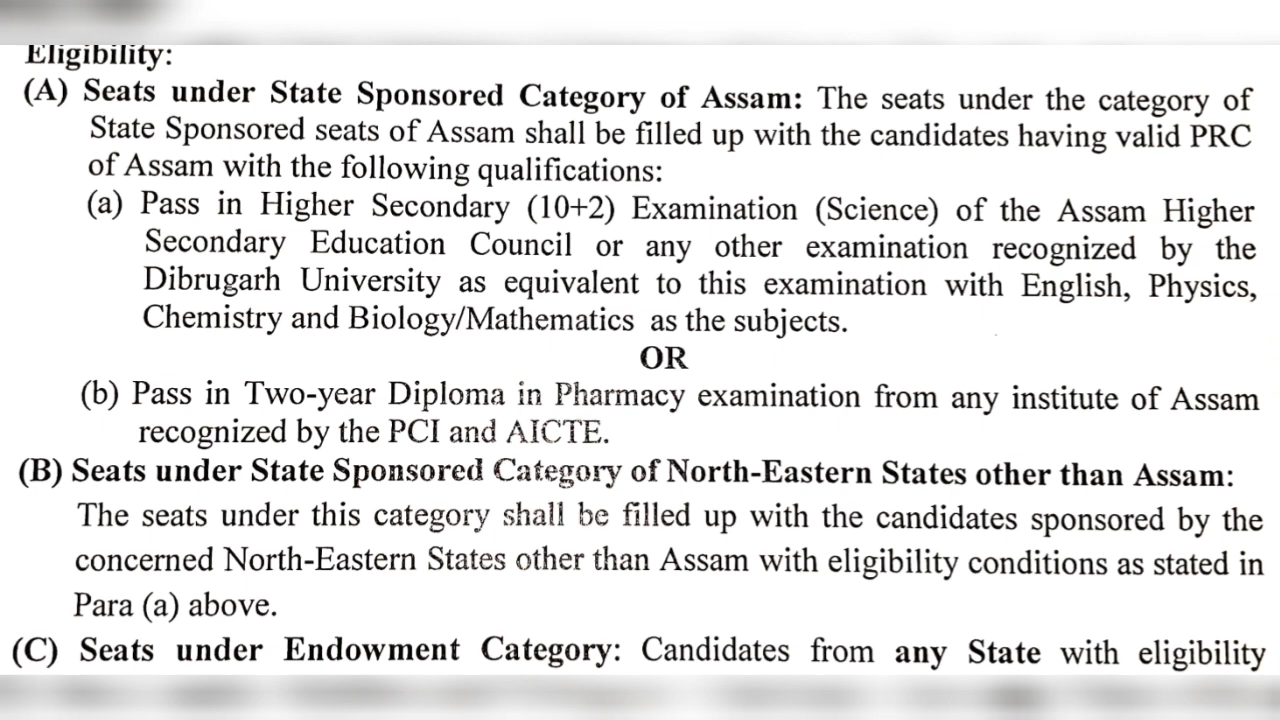 Eligibility:
(A) Seats under State Sponsored Category of Assam: The seats under the category of
State Sponsored seats of Assam shall be filled up with the candidates having valid PRC
of Assam with the following qualifications:
(a) Pass in Higher Secondary (10+2) Examination (Science) of the Assam Higher
Secondary Education Council or any other examination recognized by the
Dibrugarh University as equivalent to this examination with English, Physics,
Chemistry and Biology/Mathematics as the subjects.
OR
(b) Pass in Two-year Diploma in Pharmacy examination from any institute of Assam
recognized by the PCI and AICTE.
(B) Seats under State Sponsored Category of North-Eastern States other than Assam:
The seats under this category shall be filled up with the candidates sponsored by the
concerned North-Eastern States other than Assam with eligibility conditions as stated in
Para (a) above.
(C) Seats under Endowment Category: Candidates from any State with eligibility